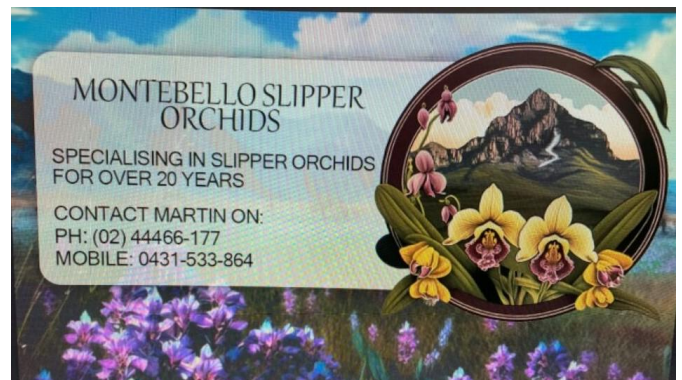 MONTEBELLO SLIPPER
ORCHIDS
SPECIALISING IN SLIPPER ORCHIDS
FOR OVER 20 YEARS
CONTACT MARTIN ON:
PH: (02) 44466-177
MOBILE: 0431-533-864